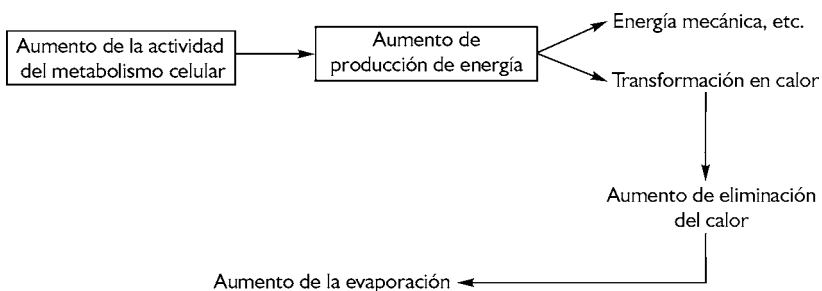 Aumento de la actividad
del metabolismo celular
Aumento de
producción de energía
Energía mecánica, etc.
Transformación en calor
Aumento de eliminación
del calor
Aumento de la evaporación